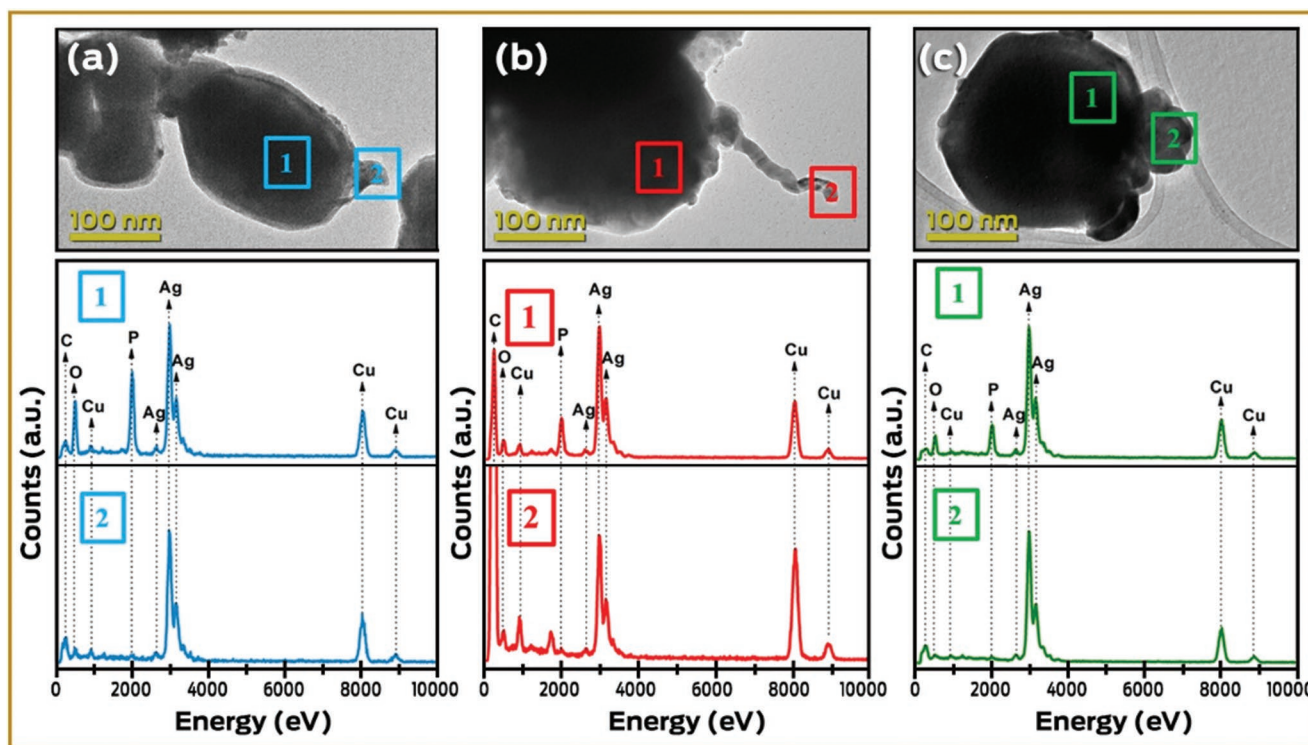 (a)
1
2
100 nm
(b)
1
2
100 nm
(c)
1
2
100 nm
Counts (a.u.)
1
C
O
Cu
P
Ag
Ag
Ag
Cu
Cu
2
0 2000 4000 6000 8000 10000
Energy (eV)
Counts (a.u.)
1
C
O
Cu
P
Ag
Ag
Ag
Cu
Cu
2
0 2000 4000 6000 8000 10000
Energy (eV)
Counts (a.u.)
1
C
O
Cu
P
Ag
Ag
Ag
Cu
Cu
2
0 2000 4000 6000 8000 10000
Energy (eV)